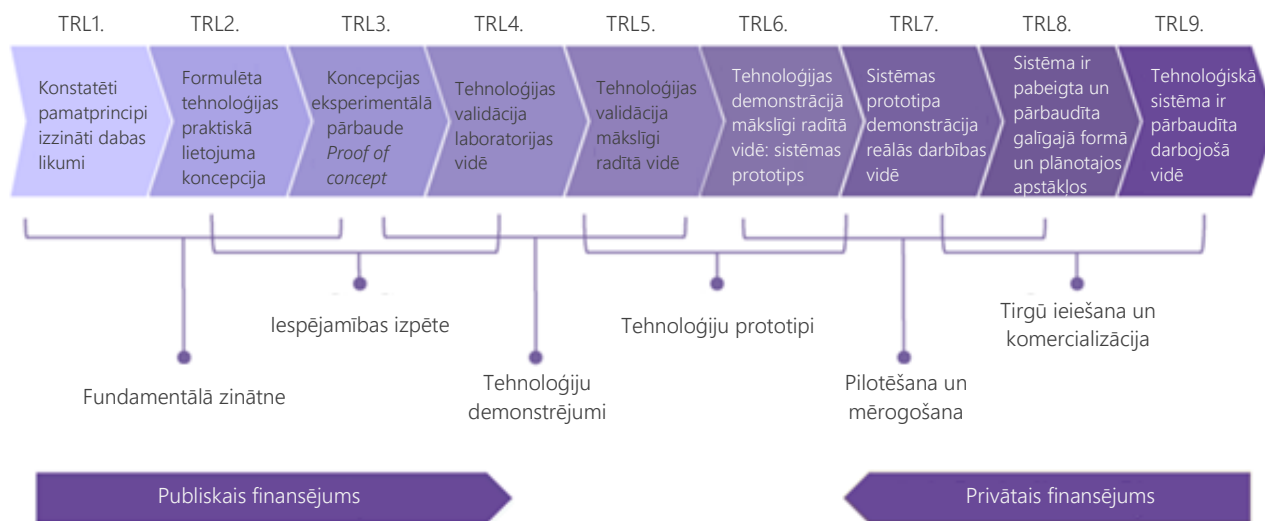 TRL1. TRL2. TRL3. TRL4. TRL5. TRL6. TRL7. TRL8. TRL9.
Konstatēti
pamatprincipi
izzināti dabas
likumi
Formulēta
tehnoloģijas
praktiskā
lietojuma
koncepcija
Koncepcijas
eksperimentālā
pārbaude
Proof of
concept
Tehnoloģijas
validācija
laboratorijas
vidē
Tehnoloģijas
validācija
mākslīgi
radītā vidē
Tehnoloģijas
demonstrācijā
mākslīgi radītā
vidē: sistēmas
prototips
Sistēmas
prototipa
demonstrācija
reālās darbības
vidē
Sistēma ir
pabeigta un
pārbaudīta
galīgajā formā
un plānotajos
apstākļos
Tehnoloģiskā
sistēma ir
pārbaudīta
darbojošā
vidē
Iespējamības izpēte
Tehnoloģiju prototipi
Tirgū ieiešana un
komercializācija
Fundamentālā zinātne
Tehnoloģiju
demonstrējumi
Pilotēšana un
mērogošana
Publiskais finansējums
Privātais finansējums